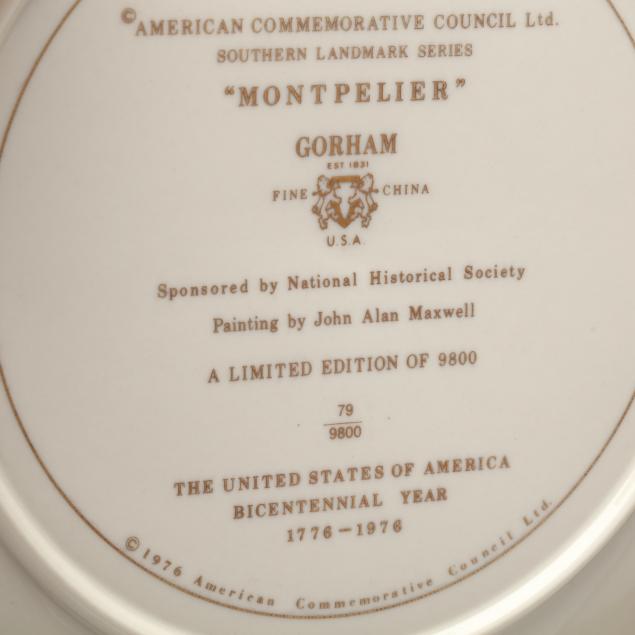 ©AMERICAN COMMEMORATIVE COUNCIL Ltd.
SOUTHERN LANDMARK SERIES
“MONTPELIER”
GORHAM
EST 1831
FINE CHINA
U.S.A.
Sponsored by National Historical Society
Painting by John Alan Maxwell
A LIMITED EDITION OF 9800
79
9800
THE UNITED STATES OF AMERICA
BICENTENNIAL YEAR
1776—1976
©1976 American Commemorative Council Ltd.